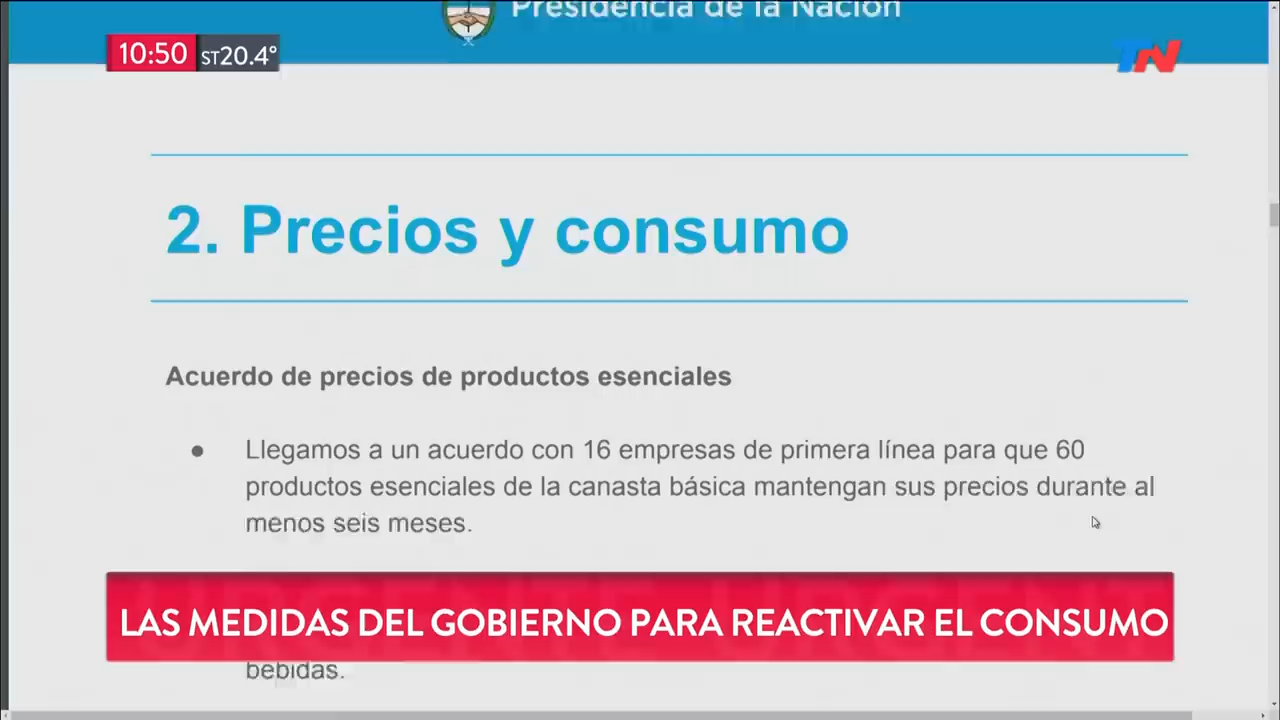 Presidencia de la Nación
10:50 ST20.4°
TN
2. Precios y consumo
Acuerdo de precios de productos esenciales
● Llegamos a un acuerdo con 16 empresas de primera línea para que 60
productos esenciales de la canasta básica mantengan sus precios durante al
menos seis meses.
LAS MEDIDAS DEL GOBIERNO PARA REACTIVAR EL CONSUMO
bebidas.